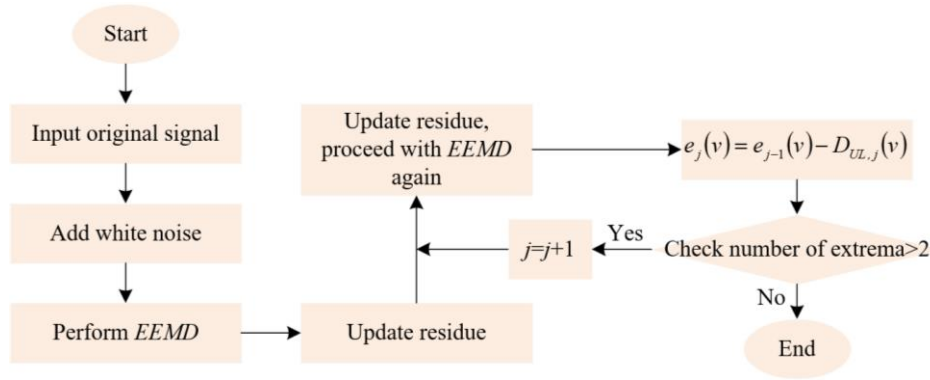 Start
Input original signal
Add white noise
Perform EEMD
Update residue
Update residue,
proceed with EEMD
again
e_j(v) = e_{j-1}(v) − D_{UL,j}(v)
Check number of extrema>2
Yes
j=j+1
No
End